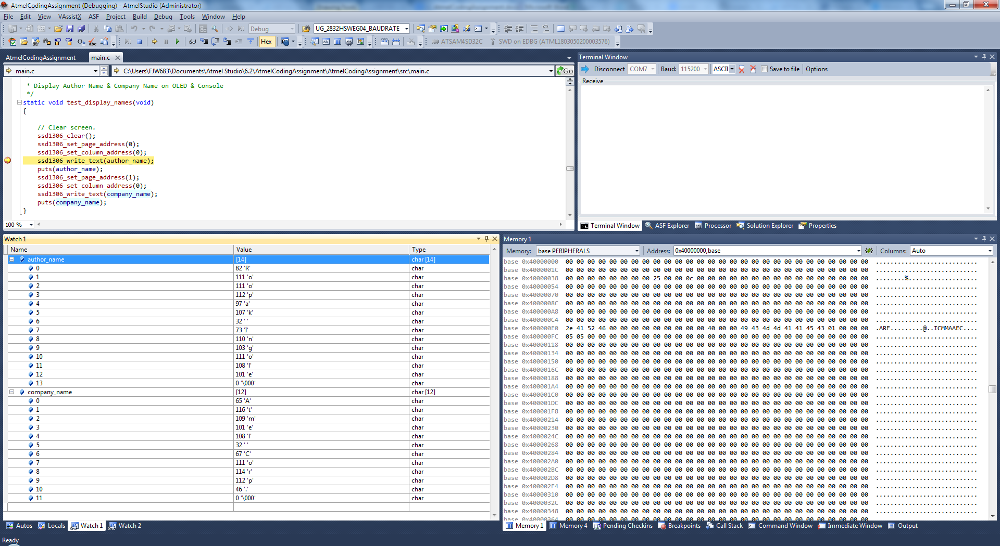 AtmelCodingAssignment (Debugging) - AtmelStudio (Administrator)
File Edit View VAssistX ASF Project Build Debug Tools Window Help
Debug UG_2832HSWEG04_BAUDRATE
Hex ATSAM4SD32C SWD on EDBG (ATML1803050200003576)
AtmelCodingAssignment main.c
main.c C:\Users\FJW683\Documents\Atmel Studio\6.2\AtmelCodingAssignment\AtmelCodingAssignment\src\main.c Go
* Display Author Name & Company Name on OLED & Console
*/
static void test_display_names(void)
{
// Clear screen.
ssd1306_clear();
ssd1306_set_page_address(0);
ssd1306_set_column_address(0);
ssd1306_write_text(author_name);
puts(author_name);
ssd1306_set_page_address(1);
ssd1306_set_column_address(0);
ssd1306_write_text(company_name);
puts(company_name);
}
100 %
Terminal Window
Disconnect COM7 Baud: 115200 ASCII Save to file Options
Receive
Terminal Window ASF Explorer Processor Solution Explorer Properties
Watch 1
Name Value Type
author_name [14] char [14]
0 82 'R' char
1 111 'o' char
2 111 'o' char
3 112 'p' char
4 97 'a' char
5 107 'k' char
6 32 ' ' char
7 73 'I' char
8 110 'n' char
9 103 'g' char
10 111 'o' char
11 108 'l' char
12 101 'e' char
13 0 '\000' char
company_name [12] char [12]
0 65 'A' char
1 116 't' char
2 109 'm' char
3 101 'e' char
4 108 'l' char
5 32 ' ' char
6 67 'C' char
7 111 'o' char
8 114 'r' char
9 112 'p' char
10 46 '.' char
11 0 '\000' char
Autos Locals Watch 1 Watch 2
Memory 1
Memory: base PERIPHERALS Address: 0x40000000,base Columns: Auto
base 0x40000000 00 00 00 00 00 00 00 00 00 00 00 00 00 00 00 00 00 00 00 00 00 00 00 00 00 00 00 00 ............................
base 0x4000001C 00 00 00 00 00 00 00 00 00 00 00 00 00 00 00 00 00 00 00 00 00 00 00 00 00 00 00 00 ............................
base 0x40000038 00 00 00 00 00 00 00 00 25 00 00 0c 00 00 00 00 00 00 00 00 00 00 00 00 00 00 00 00 ........%...................
base 0x40000054 00 00 00 00 00 00 00 00 00 00 00 00 00 00 00 00 00 00 00 00 00 00 00 00 00 00 00 00 ............................
base 0x40000070 00 00 00 00 00 00 00 00 00 00 00 00 00 00 00 00 00 00 00 00 00 00 00 00 00 00 00 00 ............................
base 0x4000008C 00 00 00 00 00 00 00 00 00 00 00 00 00 00 00 00 00 00 00 00 00 00 00 00 00 00 00 00 ............................
base 0x400000A8 00 00 00 00 00 00 00 00 00 00 00 00 00 00 00 00 00 00 00 00 00 00 00 00 00 00 00 00 ............................
base 0x400000C4 00 00 00 00 00 00 00 00 00 00 00 00 00 00 00 00 00 00 00 00 00 00 00 00 00 00 00 00 ............................
base 0x400000E0 2e 41 52 46 00 00 00 00 00 00 00 00 00 40 00 00 49 43 4d 4d 41 41 45 43 01 00 00 00 .ARF.........@..ICMMAAEC....
base 0x400000FC 05 05 00 00 00 00 00 00 00 00 00 00 00 00 00 00 00 00 00 00 00 00 00 00 00 00 00 00 ............................
base 0x40000118 00 00 00 00 00 00 00 00 00 00 00 00 00 00 00 00 00 00 00 00 00 00 00 00 00 00 00 00 ............................
base 0x40000134 00 00 00 00 00 00 00 00 00 00 00 00 00 00 00 00 00 00 00 00 00 00 00 00 00 00 00 00 ............................
base 0x40000150 00 00 00 00 00 00 00 00 00 00 00 00 00 00 00 00 00 00 00 00 00 00 00 00 00 00 00 00 ............................
base 0x4000016C 00 00 00 00 00 00 00 00 00 00 00 00 00 00 00 00 00 00 00 00 00 00 00 00 00 00 00 00 ............................
base 0x40000188 00 00 00 00 00 00 00 00 00 00 00 00 00 00 00 00 00 00 00 00 00 00 00 00 00 00 00 00 ............................
base 0x400001A4 00 00 00 00 00 00 00 00 00 00 00 00 00 00 00 00 00 00 00 00 00 00 00 00 00 00 00 00 ............................
base 0x400001C0 00 00 00 00 00 00 00 00 00 00 00 00 00 00 00 00 00 00 00 00 00 00 00 00 00 00 00 00 ............................
base 0x400001DC 00 00 00 00 00 00 00 00 00 00 00 00 00 00 00 00 00 00 00 00 00 00 00 00 00 00 00 00 ............................
base 0x400001F8 00 00 00 00 00 00 00 00 00 00 00 00 00 00 00 00 00 00 00 00 00 00 00 00 00 00 00 00 ............................
base 0x40000214 00 00 00 00 00 00 00 00 00 00 00 00 00 00 00 00 00 00 00 00 00 00 00 00 00 00 00 00 ............................
base 0x40000230 00 00 00 00 00 00 00 00 00 00 00 00 00 00 00 00 00 00 00 00 00 00 00 00 00 00 00 00 ............................
base 0x4000024C 00 00 00 00 00 00 00 00 00 00 00 00 00 00 00 00 00 00 00 00 00 00 00 00 00 00 00 00 ............................
base 0x40000268 00 00 00 00 00 00 00 00 00 00 00 00 00 00 00 00 00 00 00 00 00 00 00 00 00 00 00 00 ............................
base 0x40000284 00 00 00 00 00 00 00 00 00 00 00 00 00 00 00 00 00 00 00 00 00 00 00 00 00 00 00 00 ............................
base 0x400002A0 00 00 00 00 00 00 00 00 00 00 00 00 00 00 00 00 00 00 00 00 00 00 00 00 00 00 00 00 ............................
base 0x400002BC 00 00 00 00 00 00 00 00 00 00 00 00 00 00 00 00 00 00 00 00 00 00 00 00 00 00 00 00 ............................
base 0x400002D8 00 00 00 00 00 00 00 00 00 00 00 00 00 00 00 00 00 00 00 00 00 00 00 00 00 00 00 00 ............................
base 0x400002F4 00 00 00 00 00 00 00 00 00 00 00 00 00 00 00 00 00 00 00 00 00 00 00 00 00 00 00 00 ............................
base 0x40000310 00 00 00 00 00 00 00 00 00 00 00 00 00 00 00 00 00 00 00 00 00 00 00 00 00 00 00 00 ............................
base 0x4000032C 00 00 00 00 00 00 00 00 00 00 00 00 00 00 00 00 00 00 00 00 00 00 00 00 00 00 00 00 ............................
base 0x40000348 00 00 00 00 00 00 00 00 00 00 00 00 00 00 00 00 00 00 00 00 00 00 00 00 00 00 00 00 ............................
base 0x40000364 00 00 00 00 00 00 00 00 00 00 00 00 00 00 00 00 00 00 00 00 00 00 00 00 00 00 00 00 ............................
Memory 1 Memory 4 Pending Checkins Breakpoints Call Stack Command Window Immediate Window Output
Ready